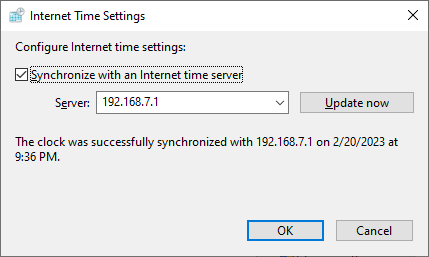 Internet Time Settings
Configure Internet time settings:
Synchronize with an Internet time server
Server: 192.168.7.1 Update now
The clock was successfully synchronized with 192.168.7.1 on 2/20/2023 at
9:36 PM.
OK Cancel